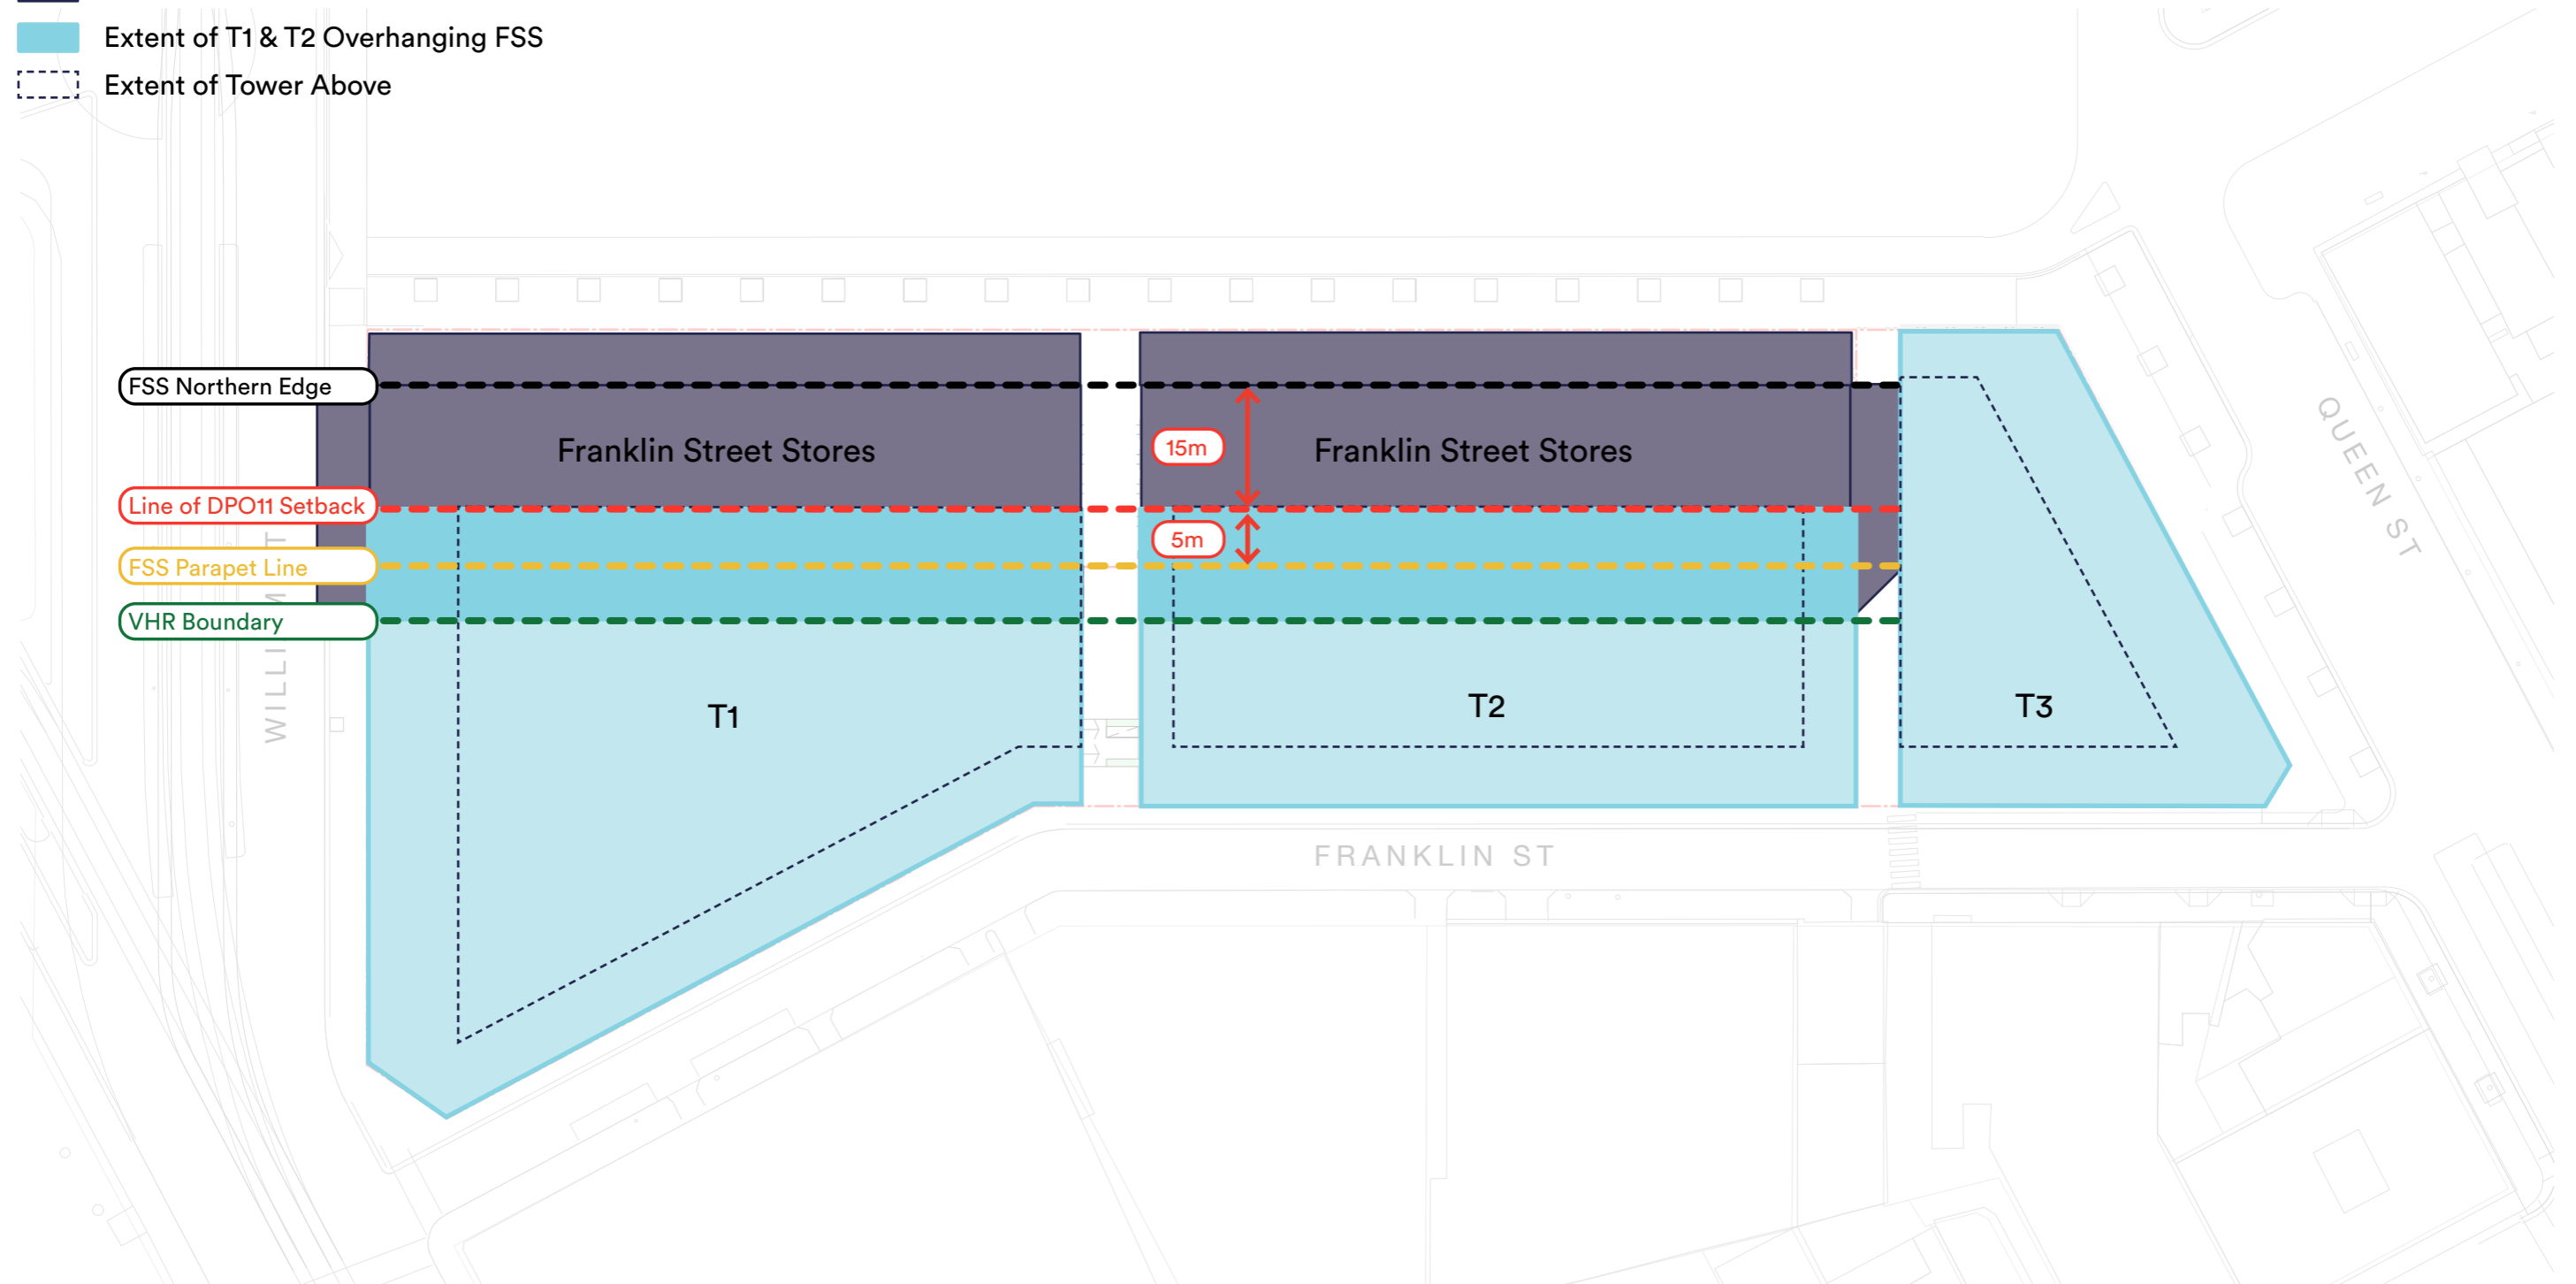 Extent of T1 & T2 Overhanging FSS
Extent of Tower Above
FSS Northern Edge
Franklin Street Stores
15m
Franklin Street Stores
QUEEN ST
Line of DPO11 Setback
5m
FSS Parapet Line
VHR Boundary
T1
T2
T3
FRANKLIN ST